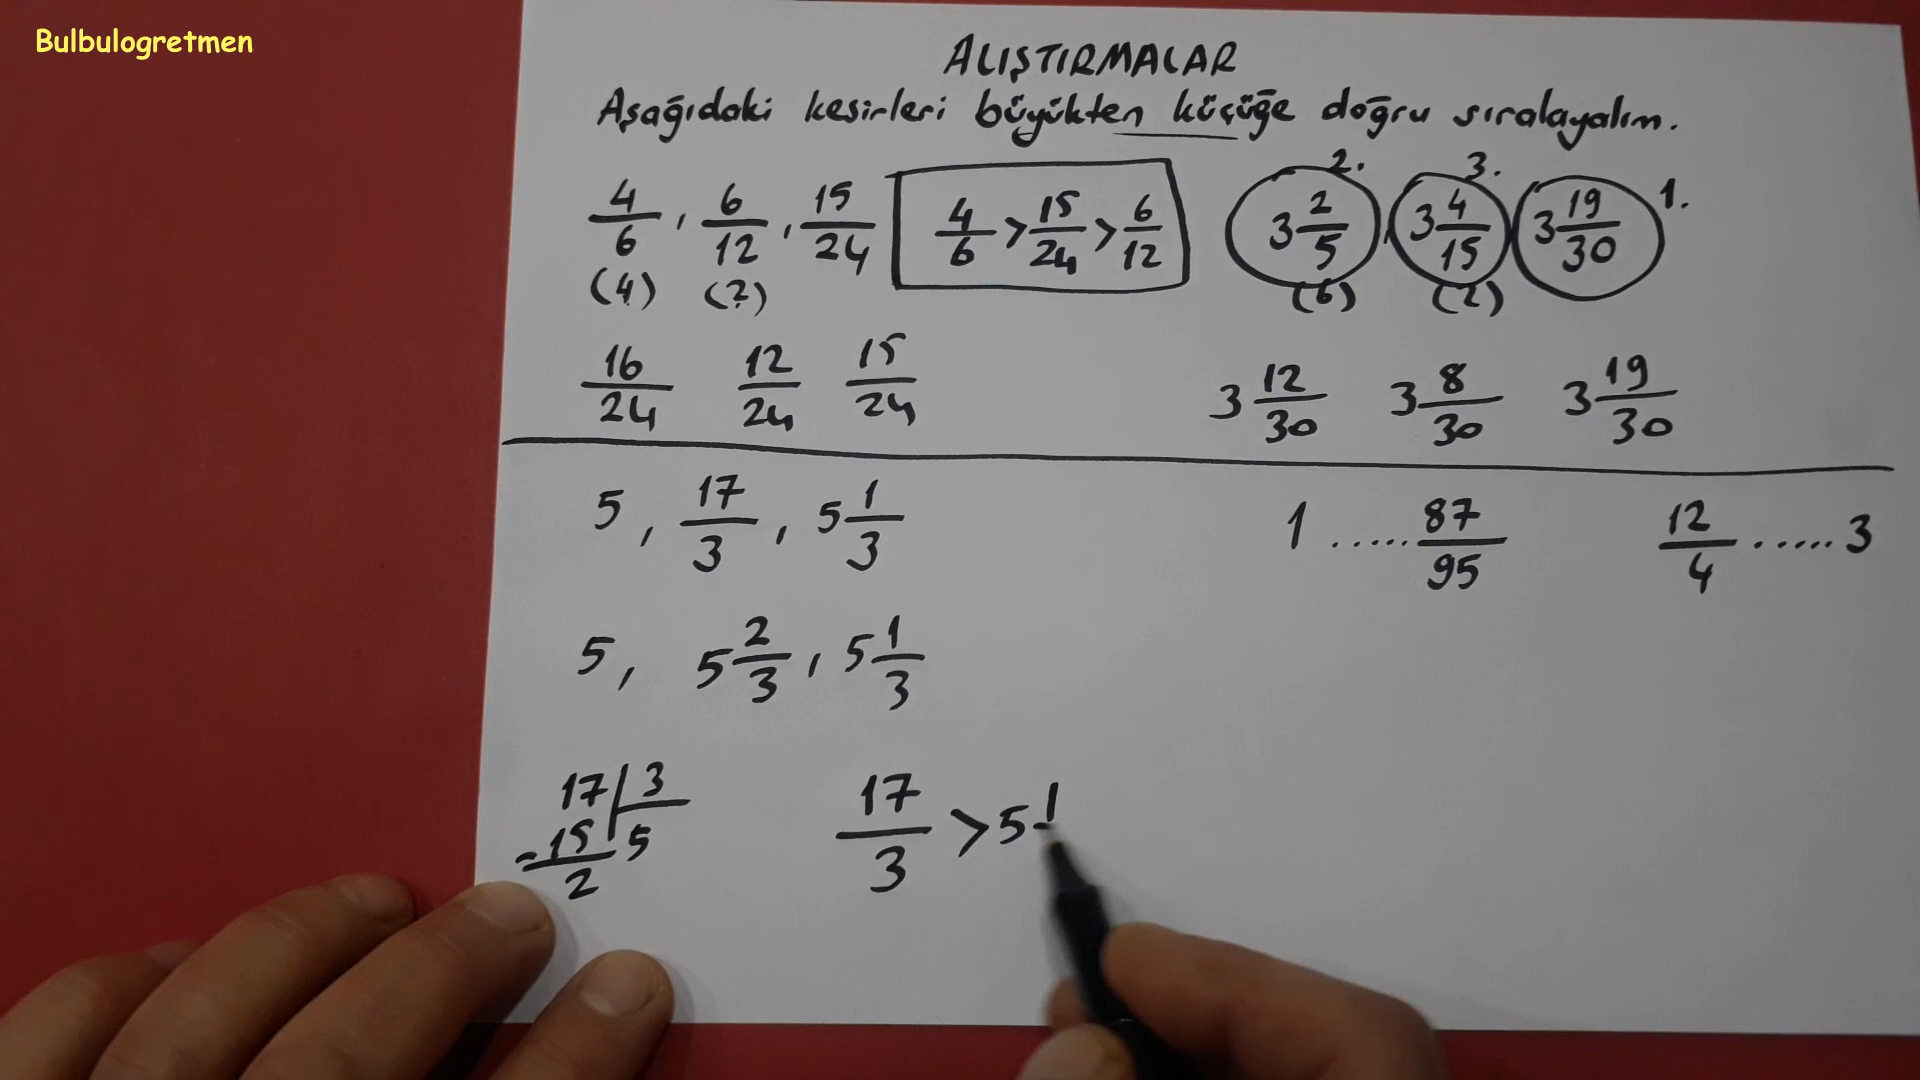 Bulbulogretmen
ALIŞTIRMALAR
Aşağıdaki kesirleri büyükten küçüğe doğru sıralayalım.
4/6, 6/12, 15/24 4/6 > 15/24 > 6/12
(4) (2)
16/24 12/24 15/24
2. 3. 1.
3 2/5, 3 4/15, 3 19/30
(6) (2)
3 12/30 3 8/30 3 19/30
5, 17/3, 5 1/3
5, 5 2/3, 5 1/3
17 | 3
- 15 5
2
17/3 > 5 1
1 ..... 87/95 12/4 ..... 3